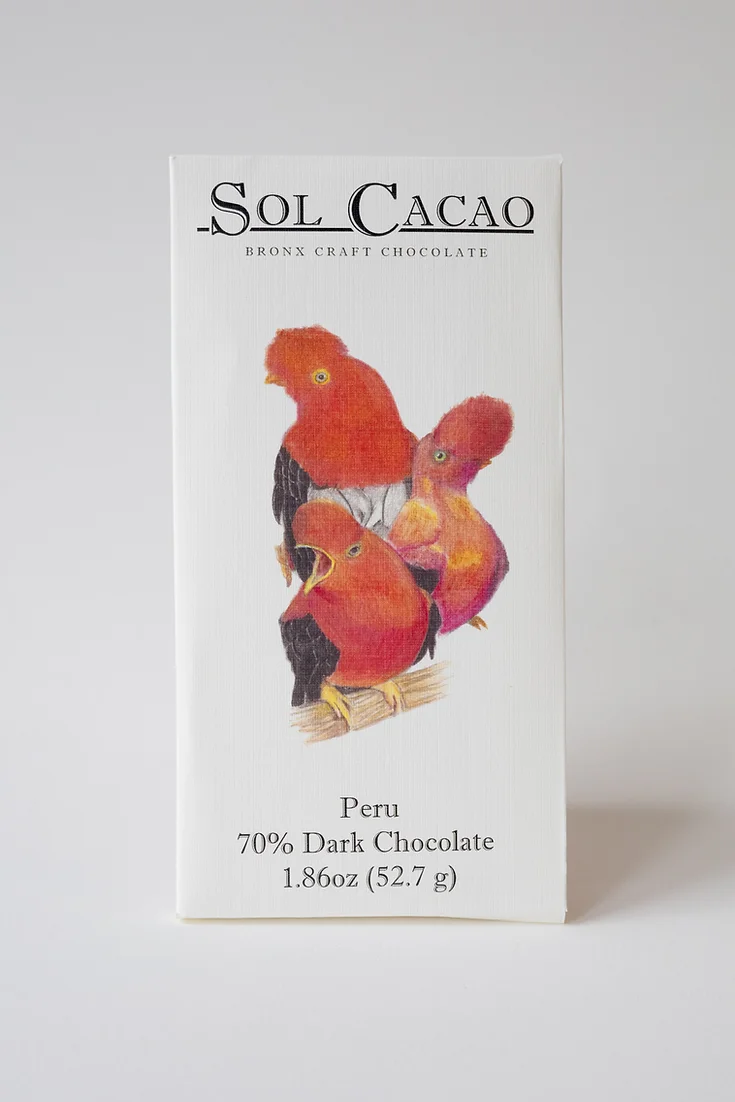 SOL CACAO
BRONX CRAFT CHOCOLATE
Peru
70% Dark Chocolate
1.86oz (52.7 g)